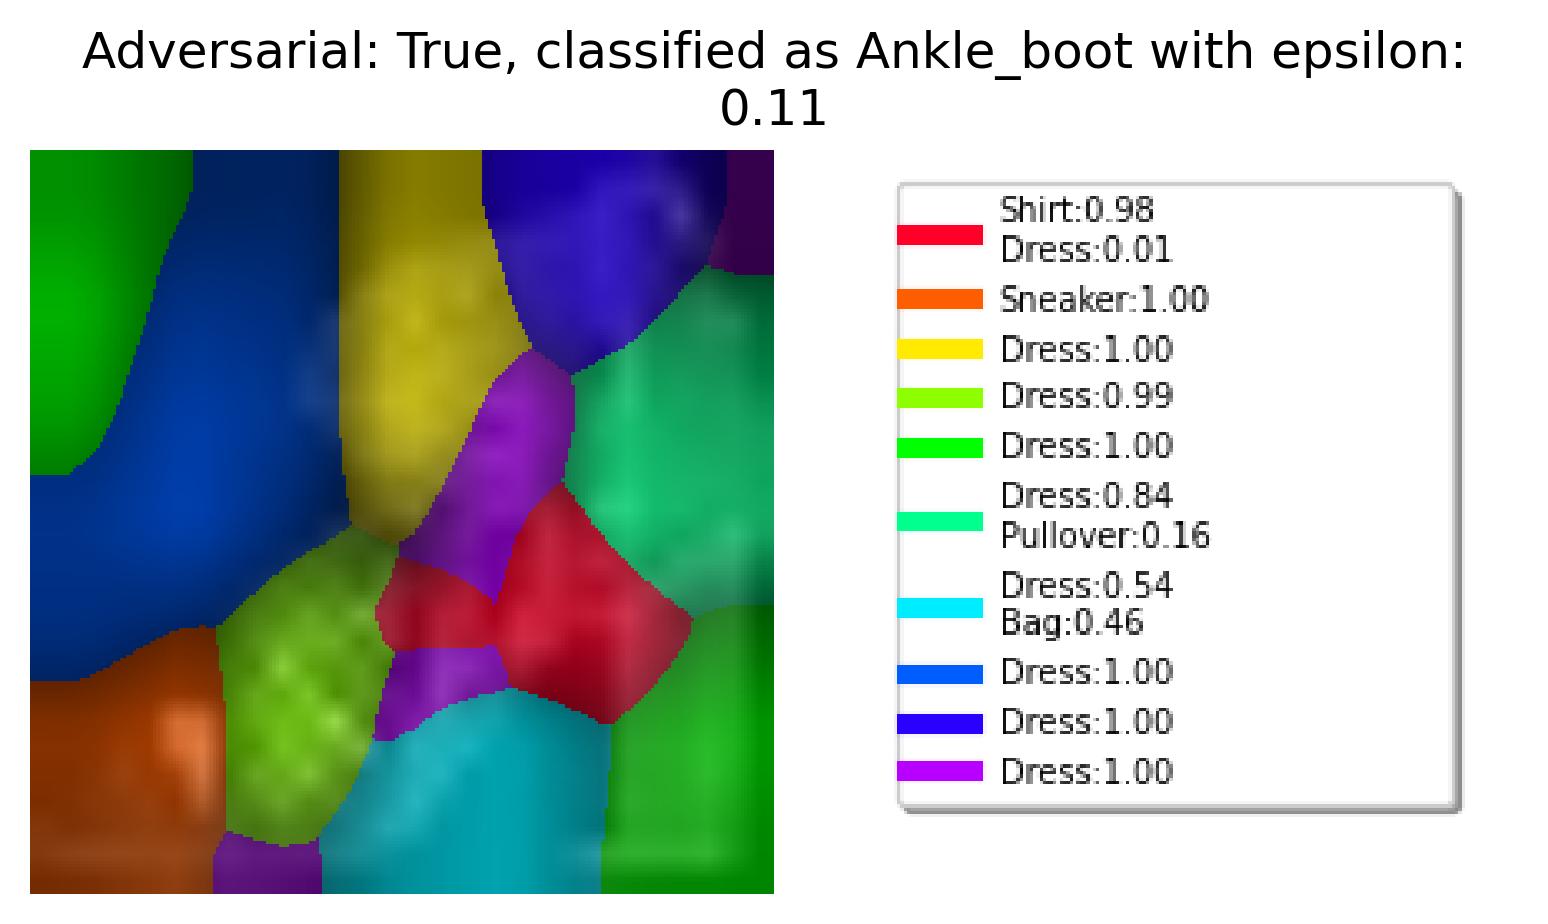 Adversarial: True, classified as Ankle_boot with epsilon:
0.11
Shirt:0.98
Dress:0.01
Sneaker:1.00
Dress:1.00
Dress:0.99
Dress:1.00
Dress:0.84
Pullover:0.16
Dress:0.54
Bag:0.46
Dress:1.00
Dress:1.00
Dress:1.00